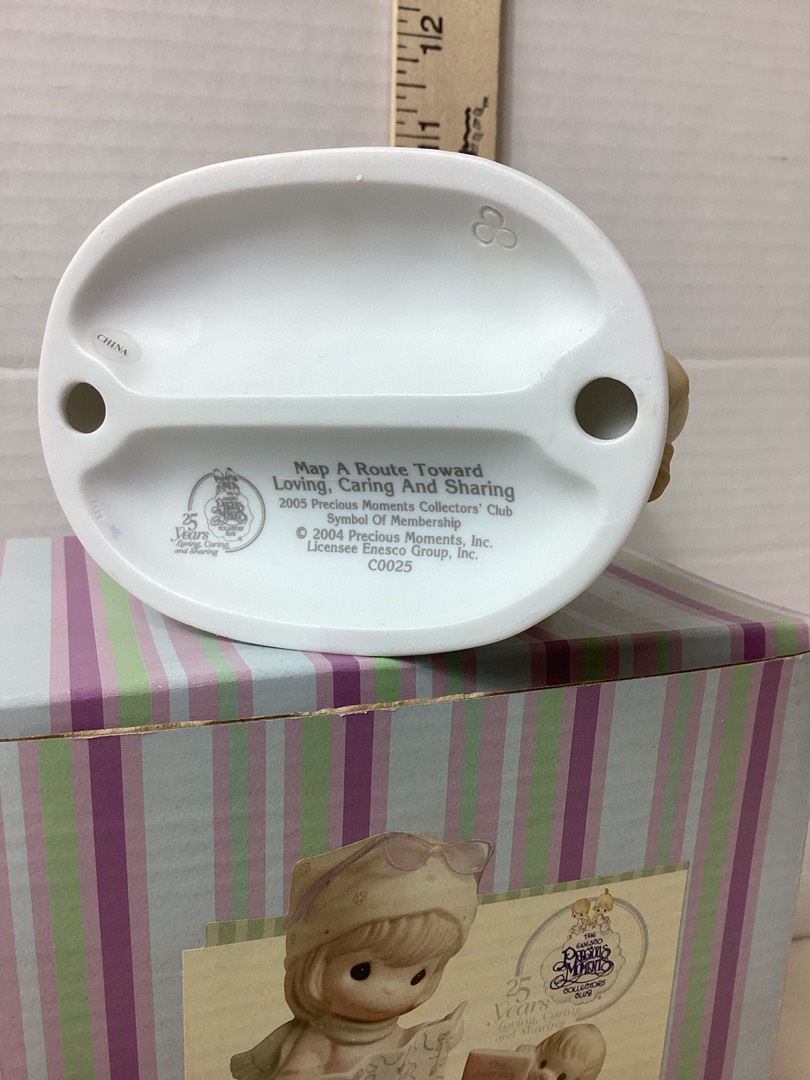 12
11
CHINA
Map A Route Toward
Loving, Caring And Sharing
2005 Precious Moments Collectors' Club
Symbol Of Membership
© 2004 Precious Moments, Inc.
Licensee Enesco Group, Inc.
C0025
25
Years
Loving, Caring,
and Sharing
THE
ENESCO
PRECIOUS
MOMENTS
COLLECTORS
CLUB
25
Years
Loving, Caring
and Sharing